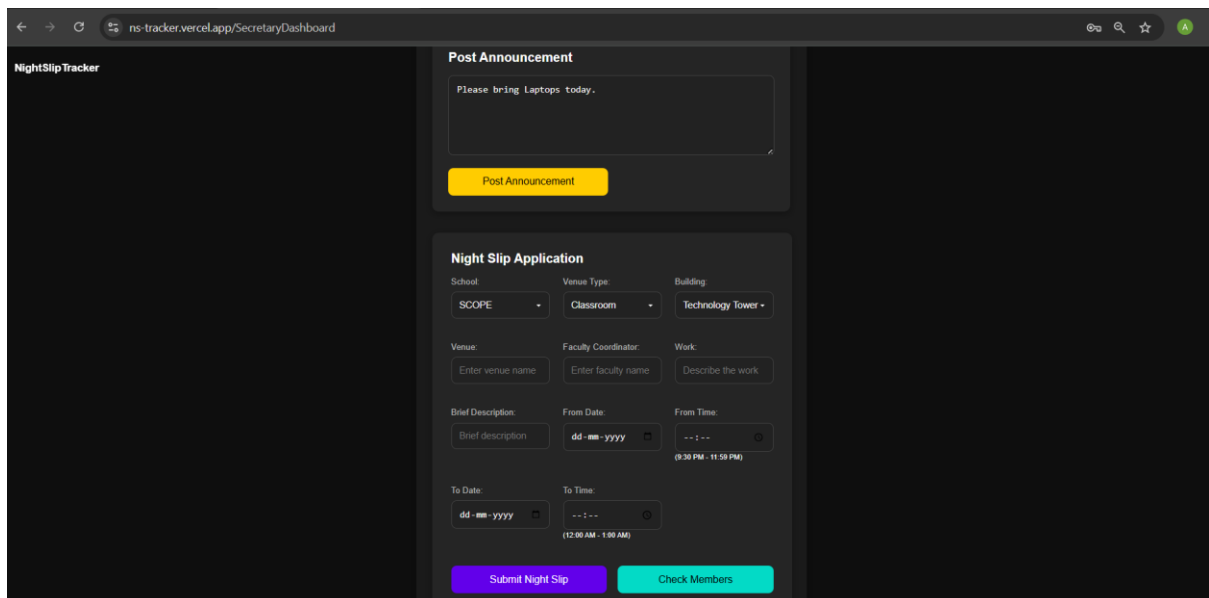 ns-tracker.vercel.app/SecretaryDashboard
A
NightSlipTracker
Post Announcement
Please bring Laptops today.
Post Announcement
Night Slip Application
School: Venue Type: Building:
SCOPE Classroom Technology Tower
Venue: Faculty Coordinator: Work:
Enter venue name Enter faculty name Describe the work
Brief Description: From Date: From Time:
Brief description dd-mm-yyyy --:--
(9:30 PM - 11:59 PM)
To Date: To Time:
dd-mm-yyyy --:--
(12:00 AM - 1:00 AM)
Submit Night Slip Check Members